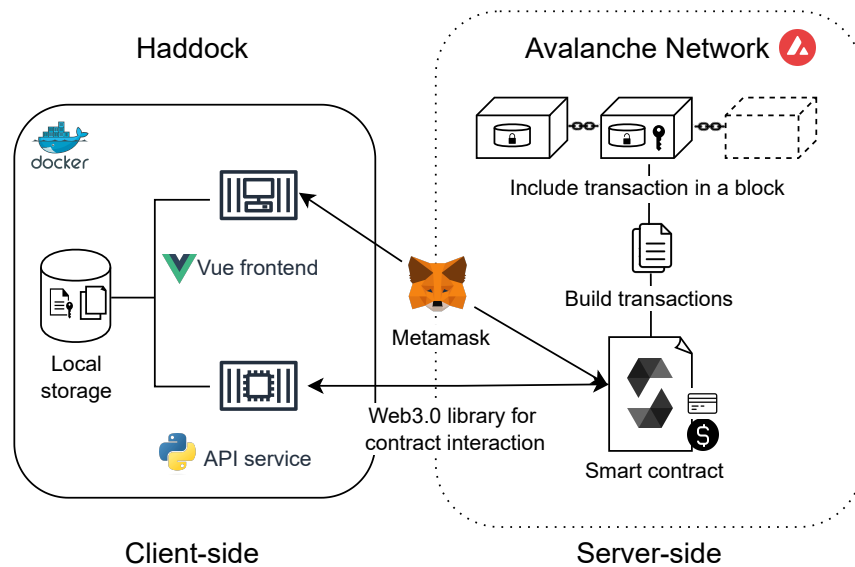 Haddock
Avalanche Network
docker
Include transaction in a block
Vue frontend
Build transactions
Metamask
Local
storage
Web3.0 library for
contract interaction
API service
Smart contract
$
Client-side
Server-side